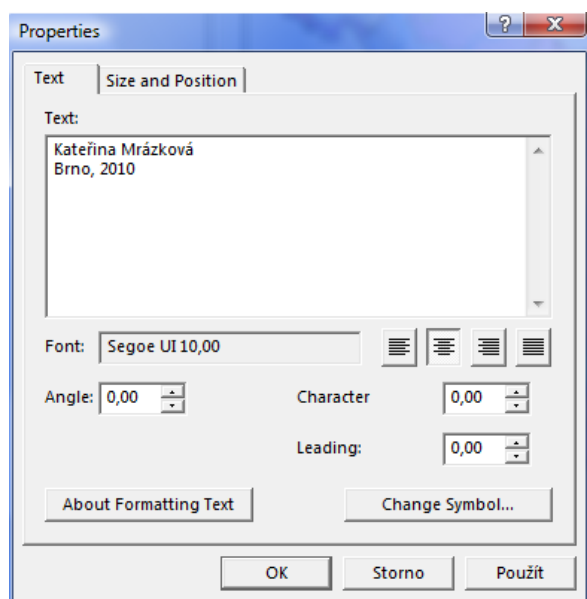 Properties
Text
Size and Position
Text:
Kateřina Mrázková
Brno, 2010
Font: Segoe UI 10,00
Angle: 0,00 Character 0,00
Leading: 0,00
About Formatting Text Change Symbol...
OK Storno Použít